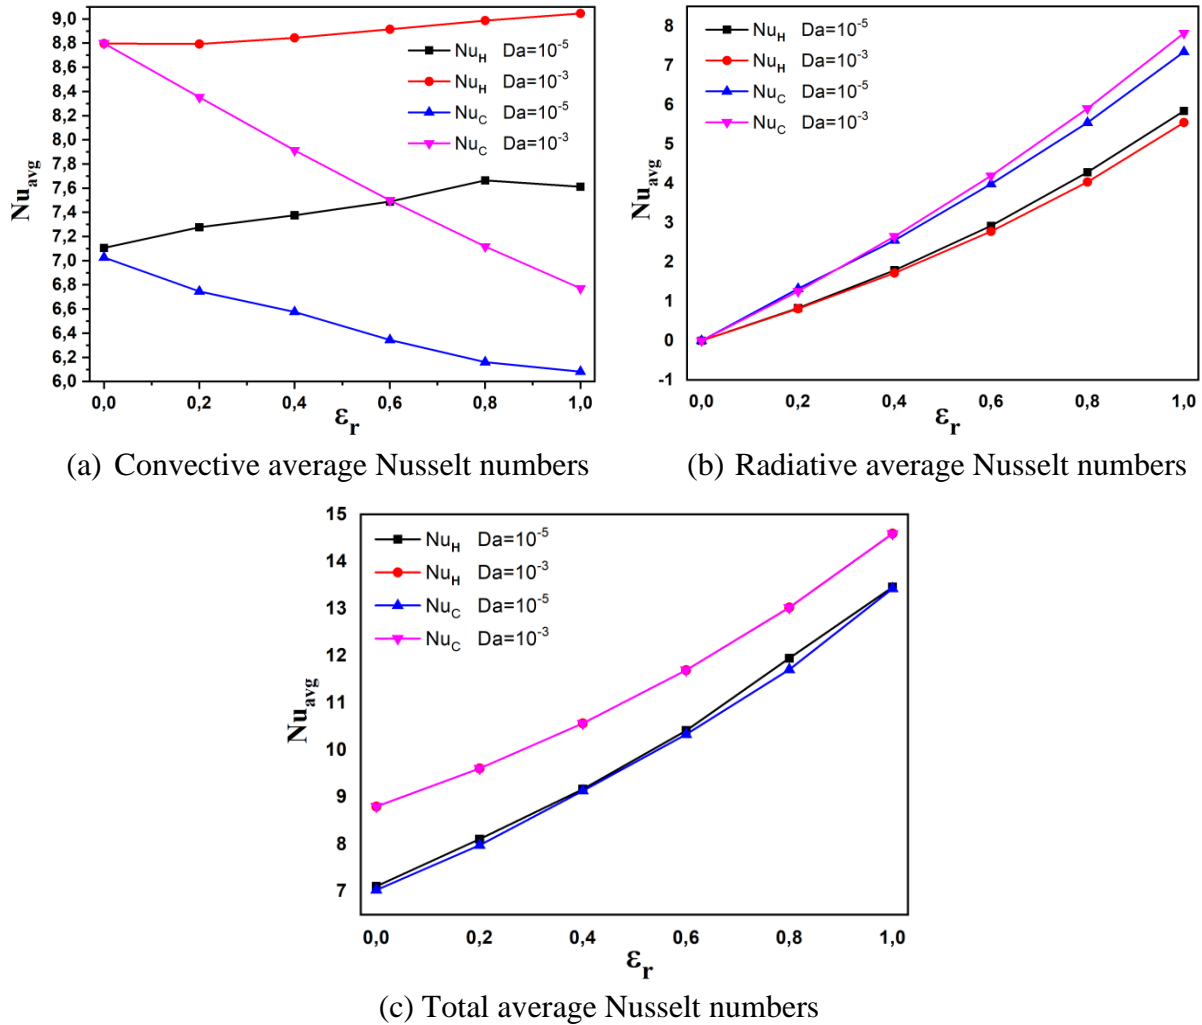 9,0
8,8
8,6
8,4
8,2
8,0
7,8
7,6
7,4
7,2
7,0
6,8
6,6
6,4
6,2
6,0
Nu_avg
Nu_H Da=10^-5
Nu_H Da=10^-3
Nu_C Da=10^-5
Nu_C Da=10^-3
0,0 0,2 0,4 0,6 0,8 1,0
ε_r
(a) Convective average Nusselt numbers
8
7
6
5
4
3
2
1
0
-1
Nu_avg
Nu_H Da=10^-5
Nu_H Da=10^-3
Nu_C Da=10^-5
Nu_C Da=10^-3
0,0 0,2 0,4 0,6 0,8 1,0
ε_r
(b) Radiative average Nusselt numbers
15
14
13
12
11
10
9
8
7
Nu_avg
Nu_H Da=10^-5
Nu_H Da=10^-3
Nu_C Da=10^-5
Nu_C Da=10^-3
0,0 0,2 0,4 0,6 0,8 1,0
ε_r
(c) Total average Nusselt numbers